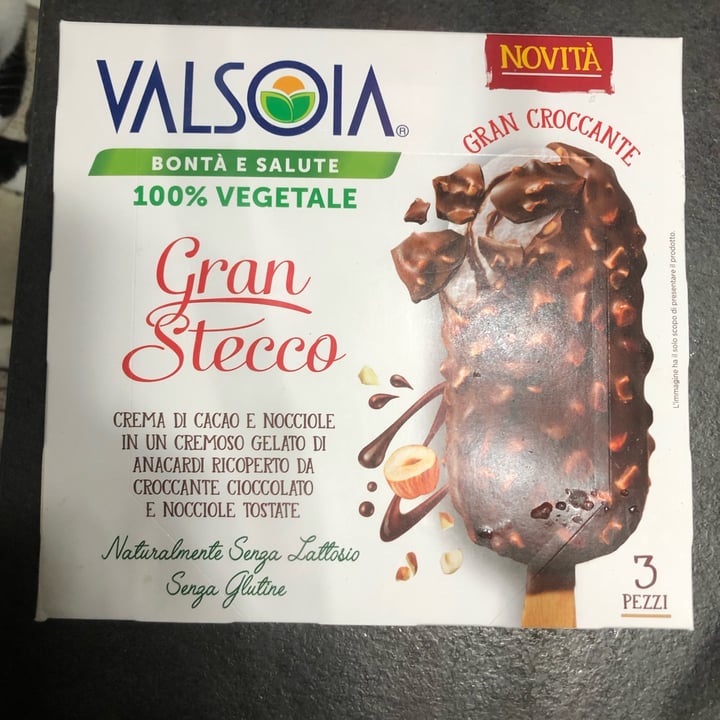 NOVITÀ
VALSOIA®
GRAN CROCCANTE
BONTÀ E SALUTE
100% VEGETALE
Gran
Stecco
CREMA DI CACAO E NOCCIOLE
IN UN CREMOSO GELATO DI
ANACARDI RICOPERTO DA
CROCCANTE CIOCCOLATO
E NOCCIOLE TOSTATE
Naturalmente Senza Lattosio
Senza Glutine
3
PEZZI
L'immagine ha il solo scopo di presentare il prodotto.